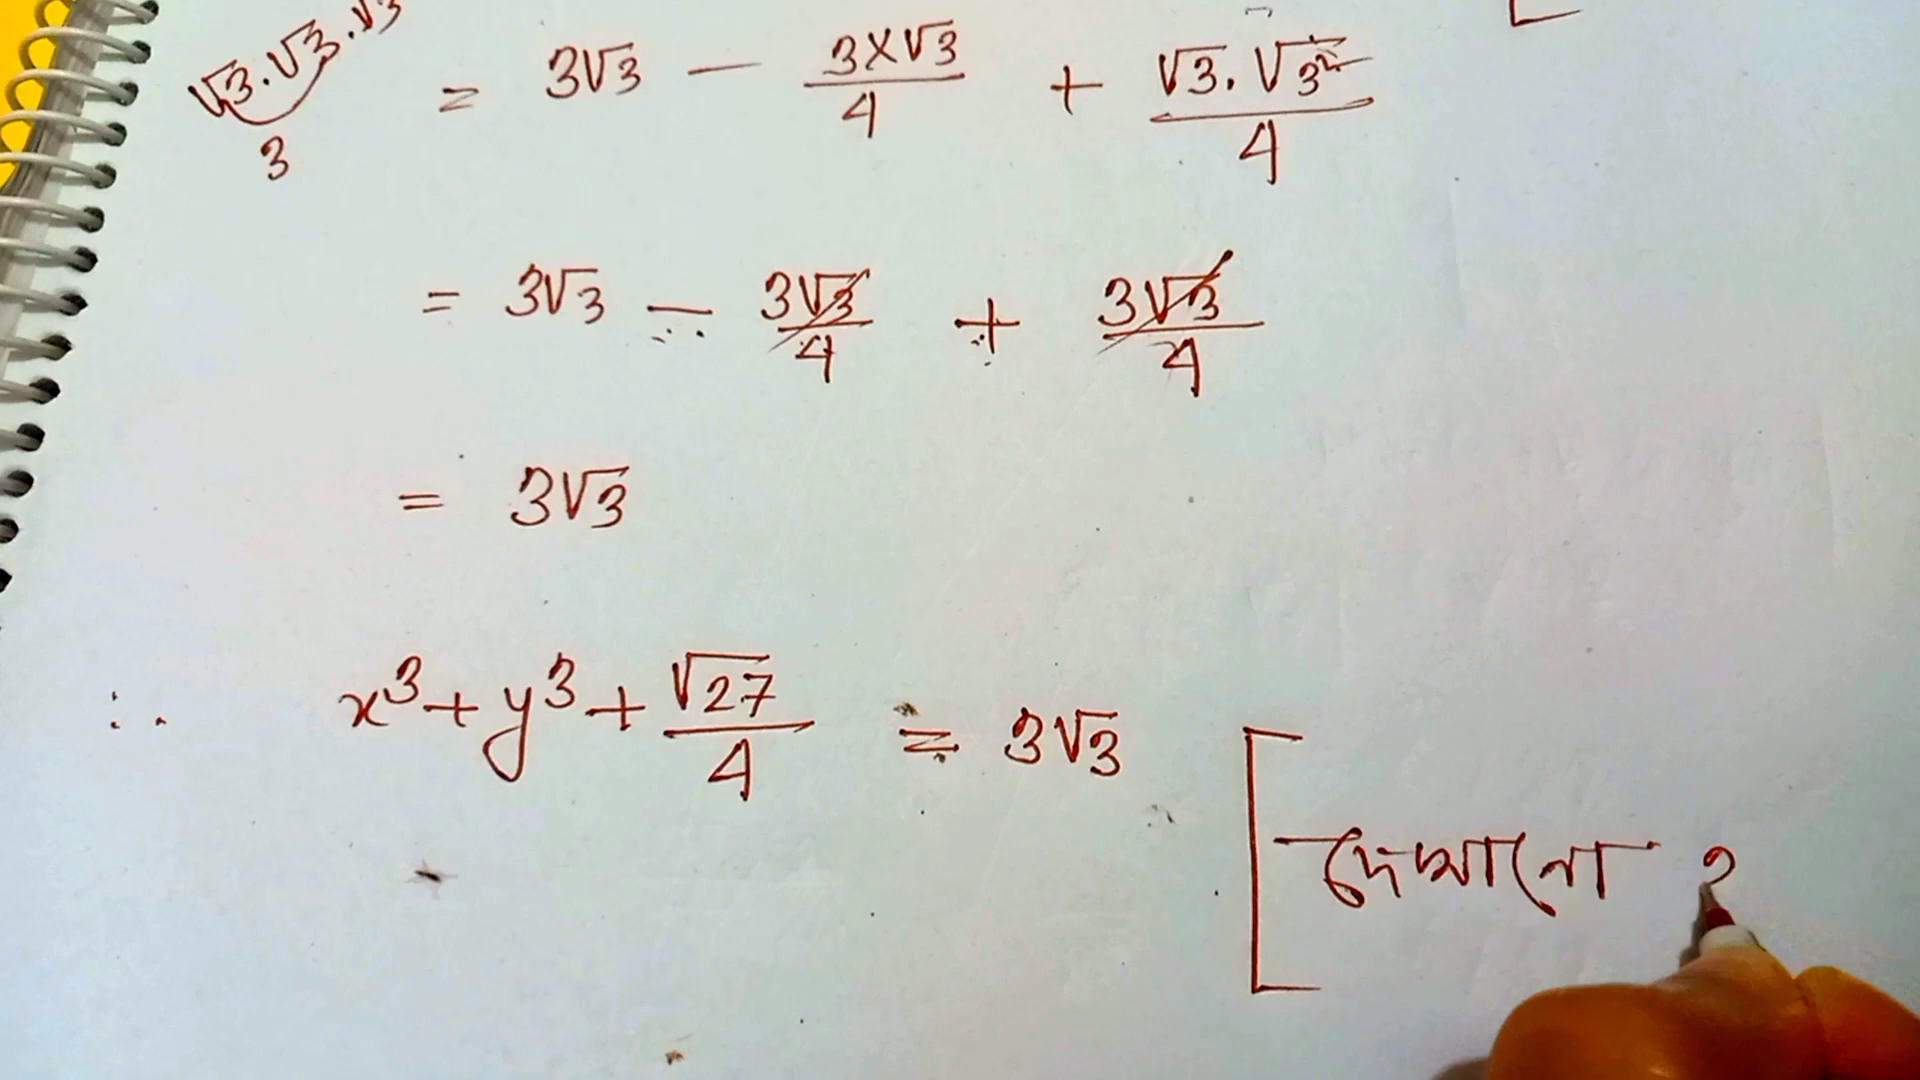 √3.√3.√3
3
= 3√3 − 3×√3/4 + √3.√3²/4
= 3√3 − 3√3/4 + 3√3/4
= 3√3
∴ x³+y³+√27/4 = 3√3
[দেখানো